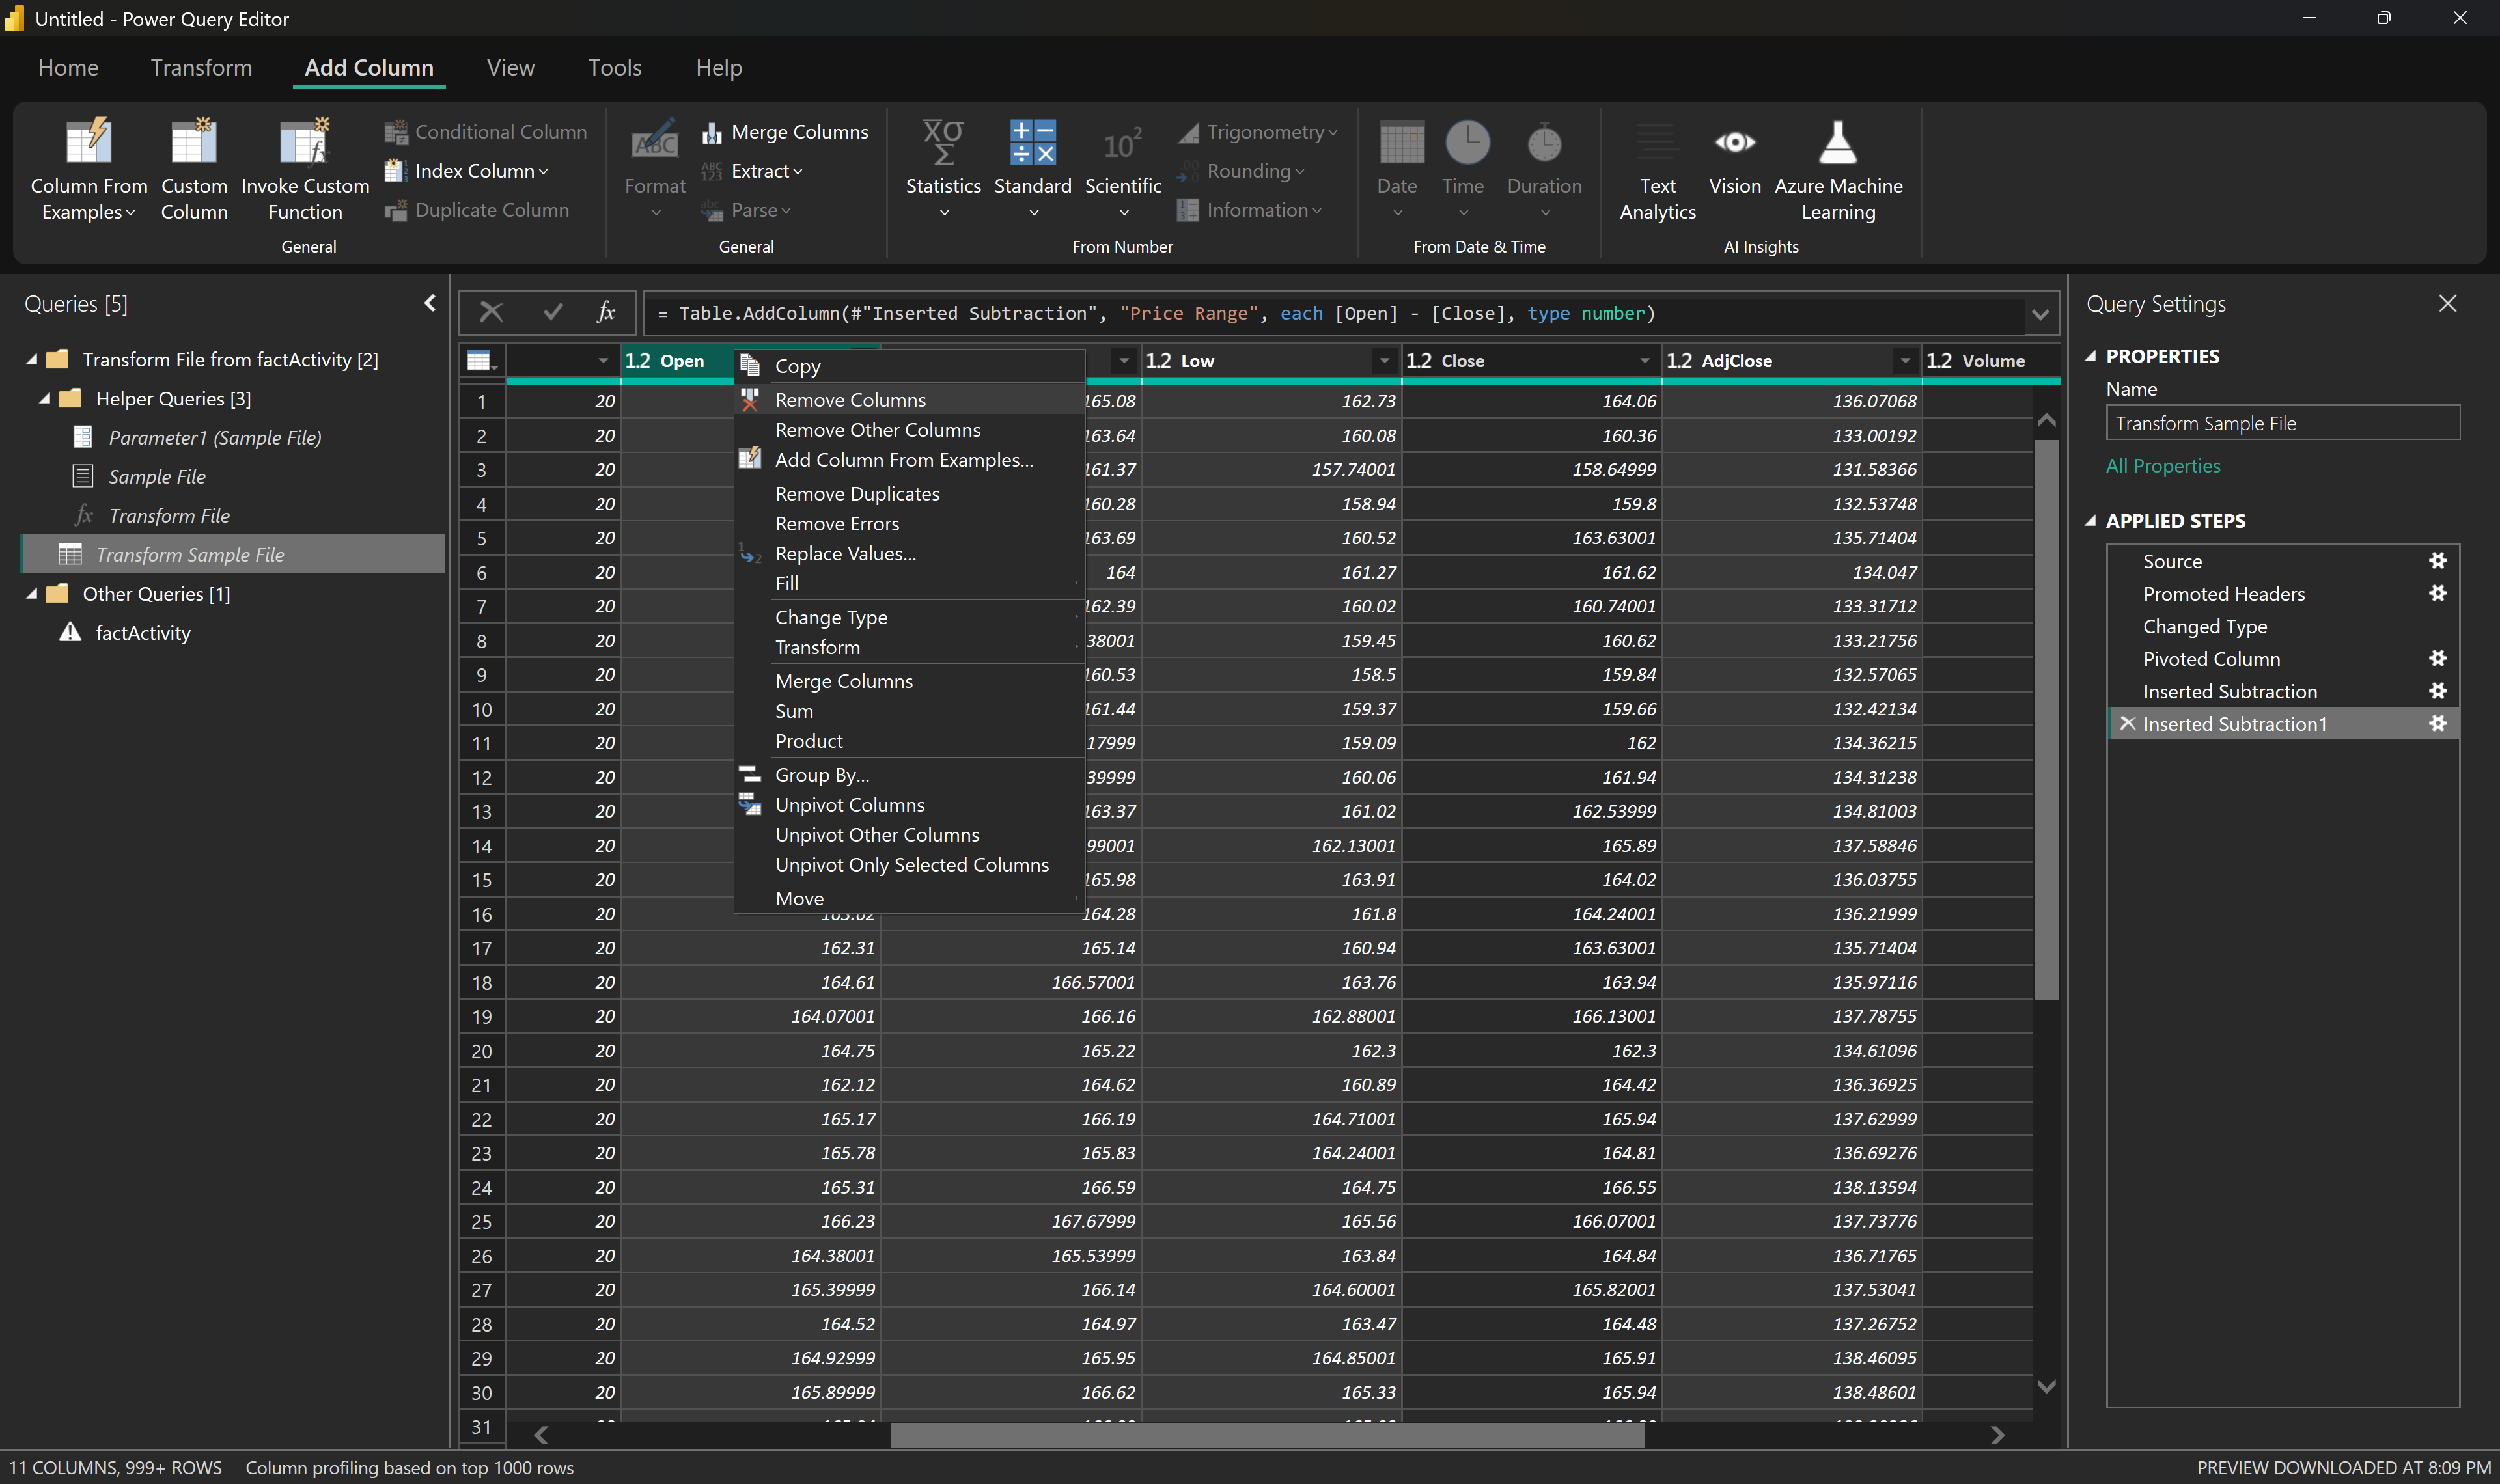 Untitled - Power Query Editor
Home Transform Add Column View Tools Help
Column From Examples
Custom Column
Invoke Custom Function
Conditional Column
Index Column
Duplicate Column
General
Format
Merge Columns
Extract
Parse
General
Statistics
Standard
Scientific
Trigonometry
Rounding
Information
From Number
Date
Time
Duration
From Date & Time
Text Analytics
Vision
Azure Machine Learning
AI Insights
Queries [5]
Transform File from factActivity [2]
Helper Queries [3]
Parameter1 (Sample File)
Sample File
Transform File
Transform Sample File
Other Queries [1]
factActivity
= Table.AddColumn(#"Inserted Subtraction", "Price Range", each [Open] - [Close], type number)
1.2 Open 1.2 Low 1.2 Close 1.2 AdjClose 1.2 Volume
1 20 165.08 162.73 164.06 136.07068
2 20 163.64 160.08 160.36 133.00192
3 20 161.37 157.74001 158.64999 131.58366
4 20 160.28 158.94 159.8 132.53748
5 20 163.69 160.52 163.63001 135.71404
6 20 164 161.27 161.62 134.047
7 20 162.39 160.02 160.74001 133.31712
8 20 38001 159.45 160.62 133.21756
9 20 160.53 158.5 159.84 132.57065
10 20 161.44 159.37 159.66 132.42134
11 20 17999 159.09 162 134.36215
12 20 39999 160.06 161.94 134.31238
13 20 163.37 161.02 162.53999 134.81003
14 20 99001 162.13001 165.89 137.58846
15 20 165.98 163.91 164.02 136.03755
16 20 163.02 164.28 161.8 164.24001 136.21999
17 20 162.31 165.14 160.94 163.63001 135.71404
18 20 164.61 166.57001 163.76 163.94 135.97116
19 20 164.07001 166.16 162.88001 166.13001 137.78755
20 20 164.75 165.22 162.3 162.3 134.61096
21 20 162.12 164.62 160.89 164.42 136.36925
22 20 165.17 166.19 164.71001 165.94 137.62999
23 20 165.78 165.83 164.24001 164.81 136.69276
24 20 165.31 166.59 164.75 166.55 138.13594
25 20 166.23 167.67999 165.56 166.07001 137.73776
26 20 164.38001 165.53999 163.84 164.84 136.71765
27 20 165.39999 166.14 164.60001 165.82001 137.53041
28 20 164.52 164.97 163.47 164.48 137.26752
29 20 164.92999 165.95 164.85001 165.91 138.46095
30 20 165.89999 166.62 165.33 165.94 138.48601
31
Copy
Remove Columns
Remove Other Columns
Add Column From Examples...
Remove Duplicates
Remove Errors
Replace Values...
Fill
Change Type
Transform
Merge Columns
Sum
Product
Group By...
Unpivot Columns
Unpivot Other Columns
Unpivot Only Selected Columns
Move
Query Settings
PROPERTIES
Name
Transform Sample File
All Properties
APPLIED STEPS
Source
Promoted Headers
Changed Type
Pivoted Column
Inserted Subtraction
Inserted Subtraction1
11 COLUMNS, 999+ ROWS Column profiling based on top 1000 rows
PREVIEW DOWNLOADED AT 8:09 PM